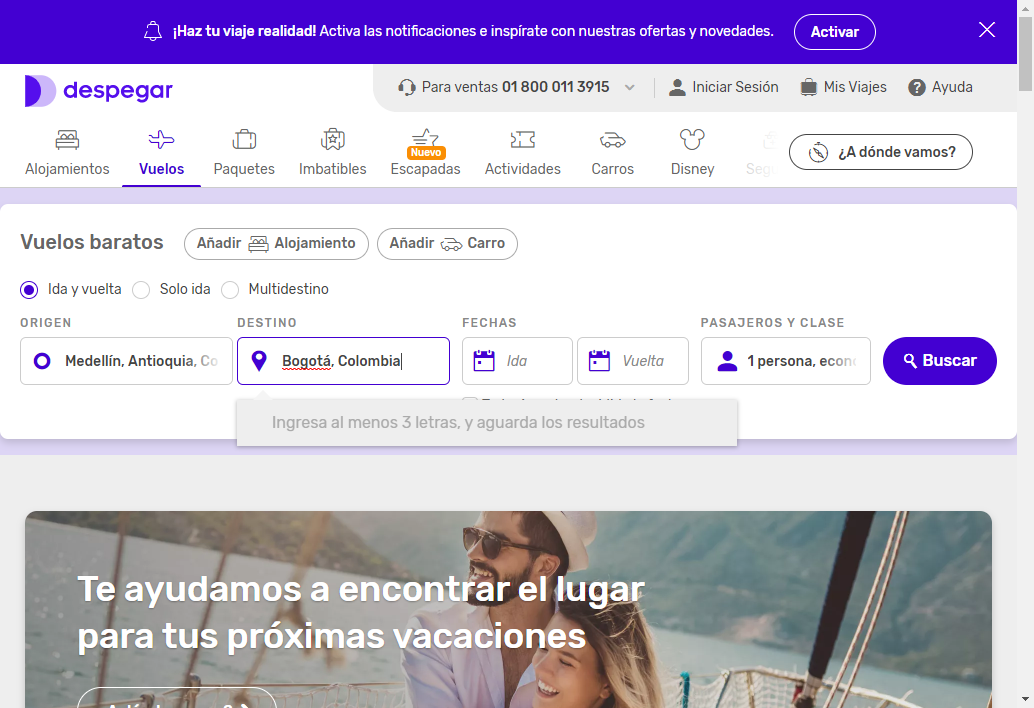 ¡Haz tu viaje realidad! Activa las notificaciones e inspírate con nuestras ofertas y novedades.
Activar
despegar
Para ventas 01 800 011 3915
Iniciar Sesión
Mis Viajes
Ayuda
Alojamientos
Vuelos
Paquetes
Imbatibles
Nuevo
Escapadas
Actividades
Carros
Disney
¿A dónde vamos?
Vuelos baratos
Añadir Alojamiento
Añadir Carro
Ida y vuelta
Solo ida
Multidestino
ORIGEN
DESTINO
FECHAS
PASAJEROS Y CLASE
Medellín, Antioquia, Co
Bogotá, Colombia
Ida
Vuelta
1 persona, econ
Buscar
Ingresa al menos 3 letras, y aguarda los resultados
Te ayudamos a encontrar el lugar
para tus próximas vacaciones